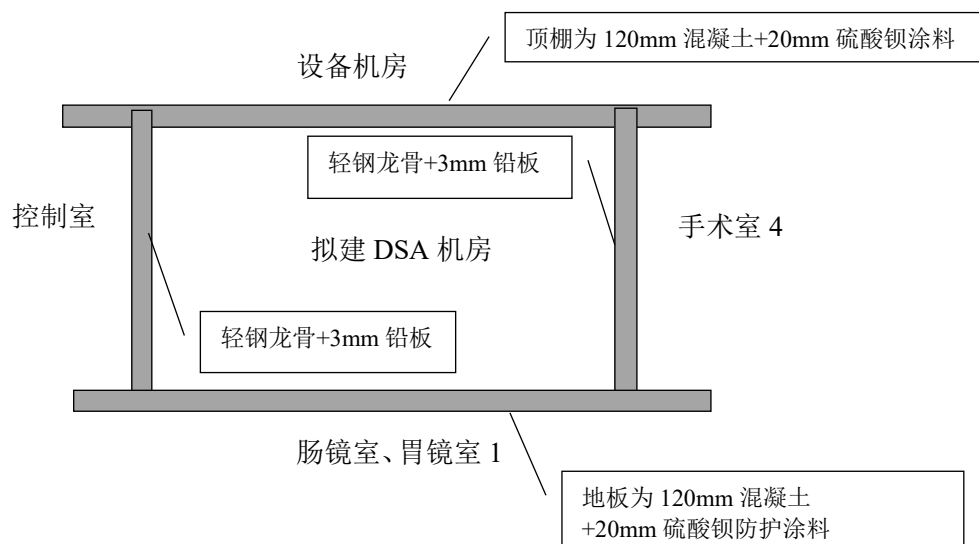 顶棚为 120mm 混凝土+20mm 硫酸钡涂料
设备机房
轻钢龙骨+3mm 铅板
控制室
手术室 4
拟建 DSA 机房
轻钢龙骨+3mm 铅板
肠镜室、胃镜室 1
地板为 120mm 混凝土
+20mm 硫酸钡防护涂料